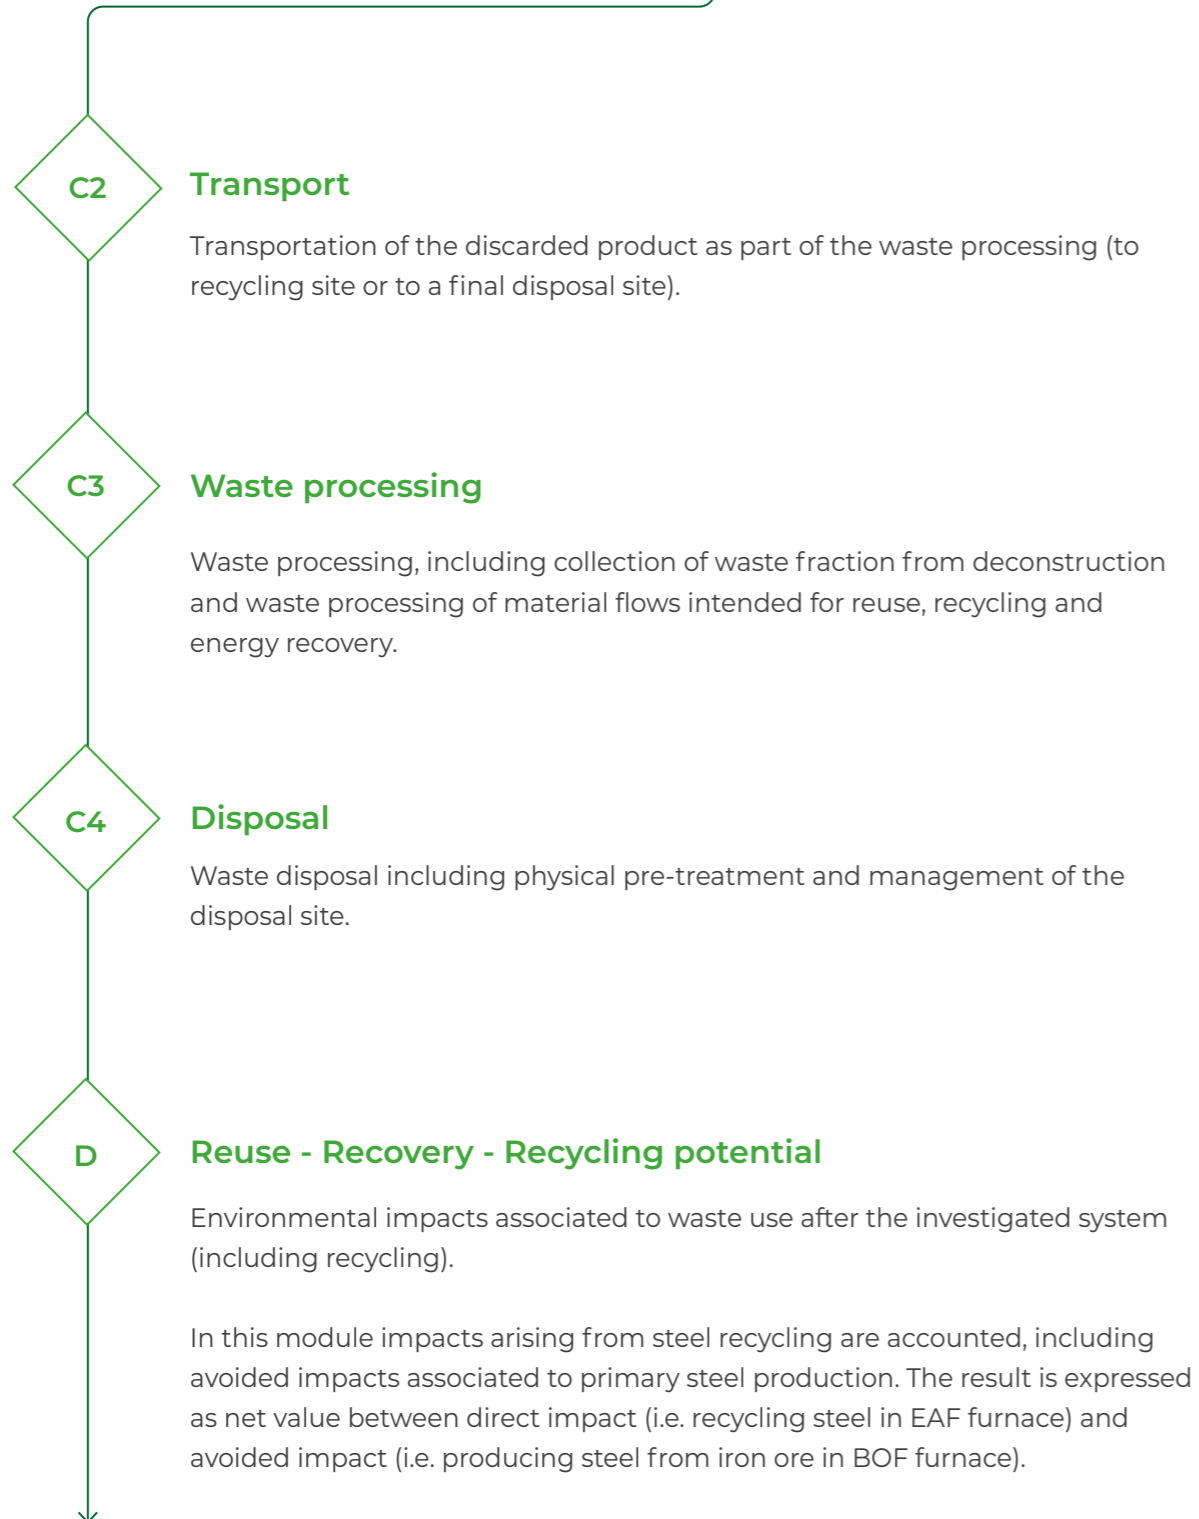 C2
Transport
Transportation of the discarded product as part of the waste processing (to
recycling site or to a final disposal site).
C3
Waste processing
Waste processing, including collection of waste fraction from deconstruction
and waste processing of material flows intended for reuse, recycling and
energy recovery.
C4
Disposal
Waste disposal including physical pre-treatment and management of the
disposal site.
D
Reuse - Recovery - Recycling potential
Environmental impacts associated to waste use after the investigated system
(including recycling).
In this module impacts arising from steel recycling are accounted, including
avoided impacts associated to primary steel production. The result is expressed
as net value between direct impact (i.e. recycling steel in EAF furnace) and
avoided impact (i.e. producing steel from iron ore in BOF furnace).